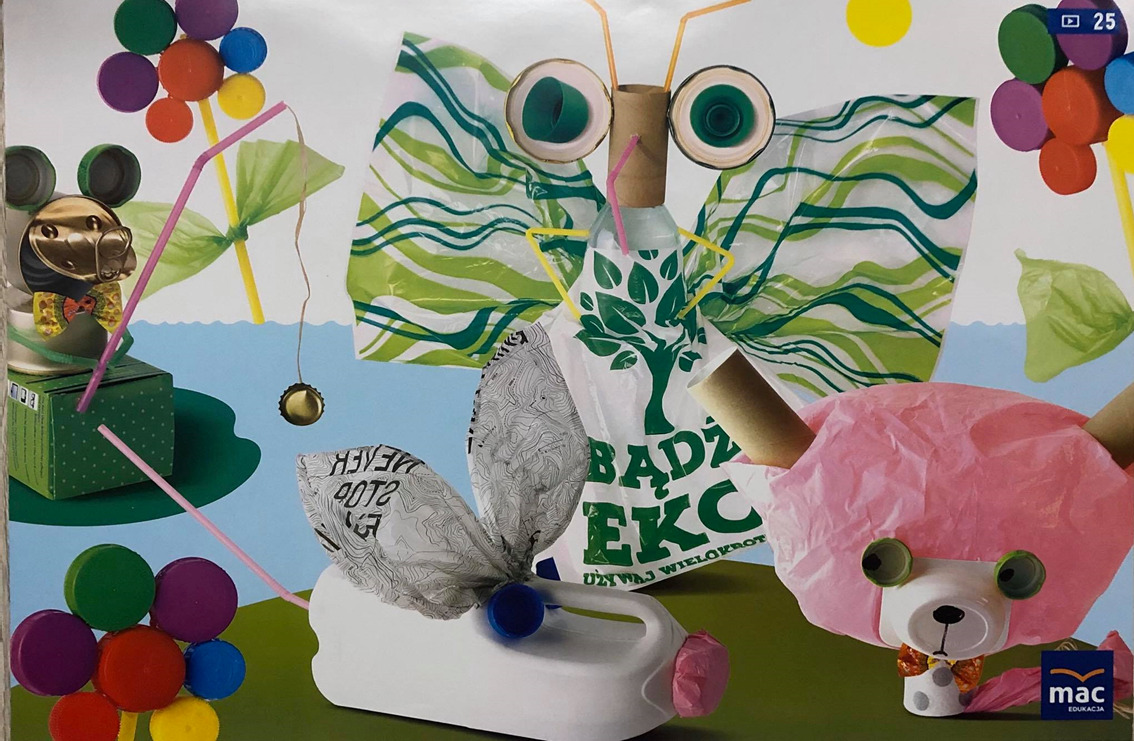 25
BĄDŹ
EKO
UŻYWAJ WIELOKROT
NEVER
STOP
mac
EDUKACJA